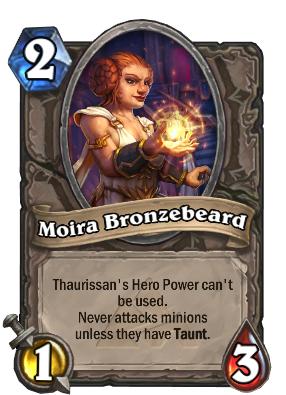 2
Moira Bronzebeard
Thaurissan's Hero Power can't
be used.
Never attacks minions
unless they have Taunt.
1
3